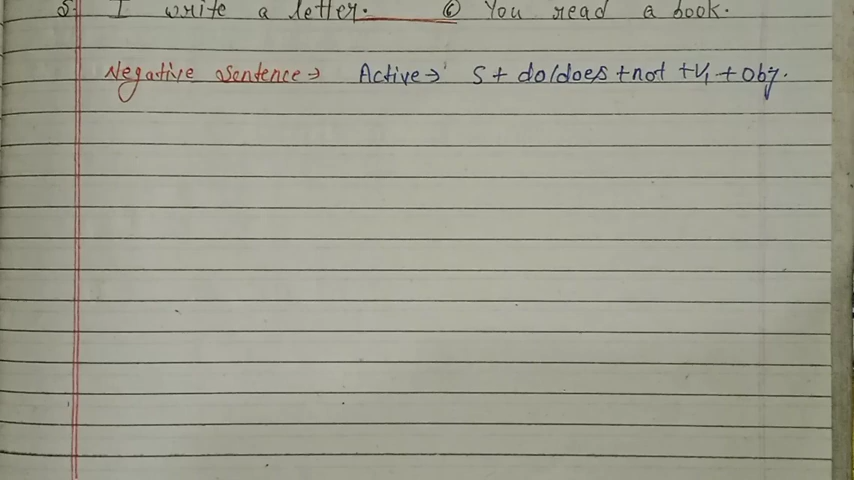 5. I write a letter. ⑥ You read a book.
Negative Sentence → Active → S + do/does + not + V1 + Obj.